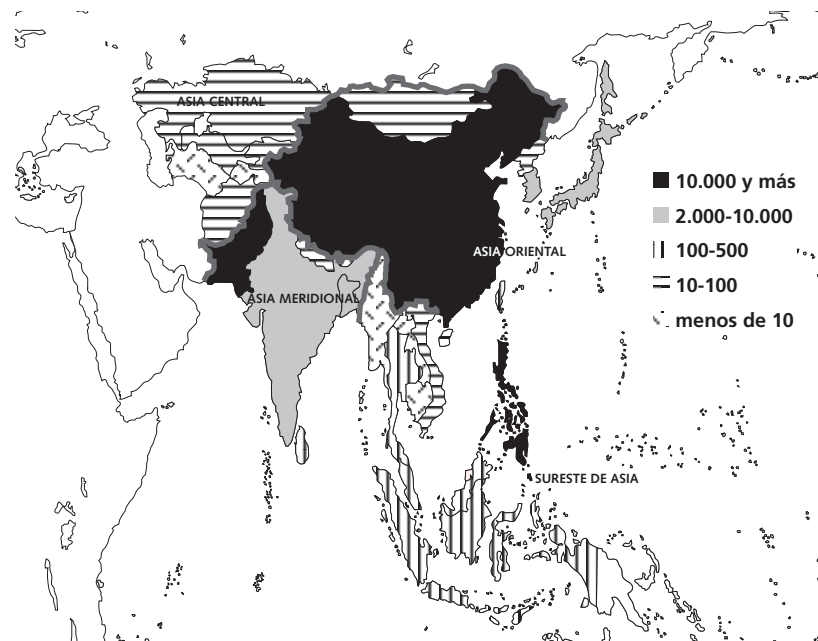 ASIA CENTRAL
ASIA ORIENTAL
ASIA MERIDIONAL
SURESTE DE ASIA
10.000 y más
2.000-10.000
100-500
10-100
menos de 10